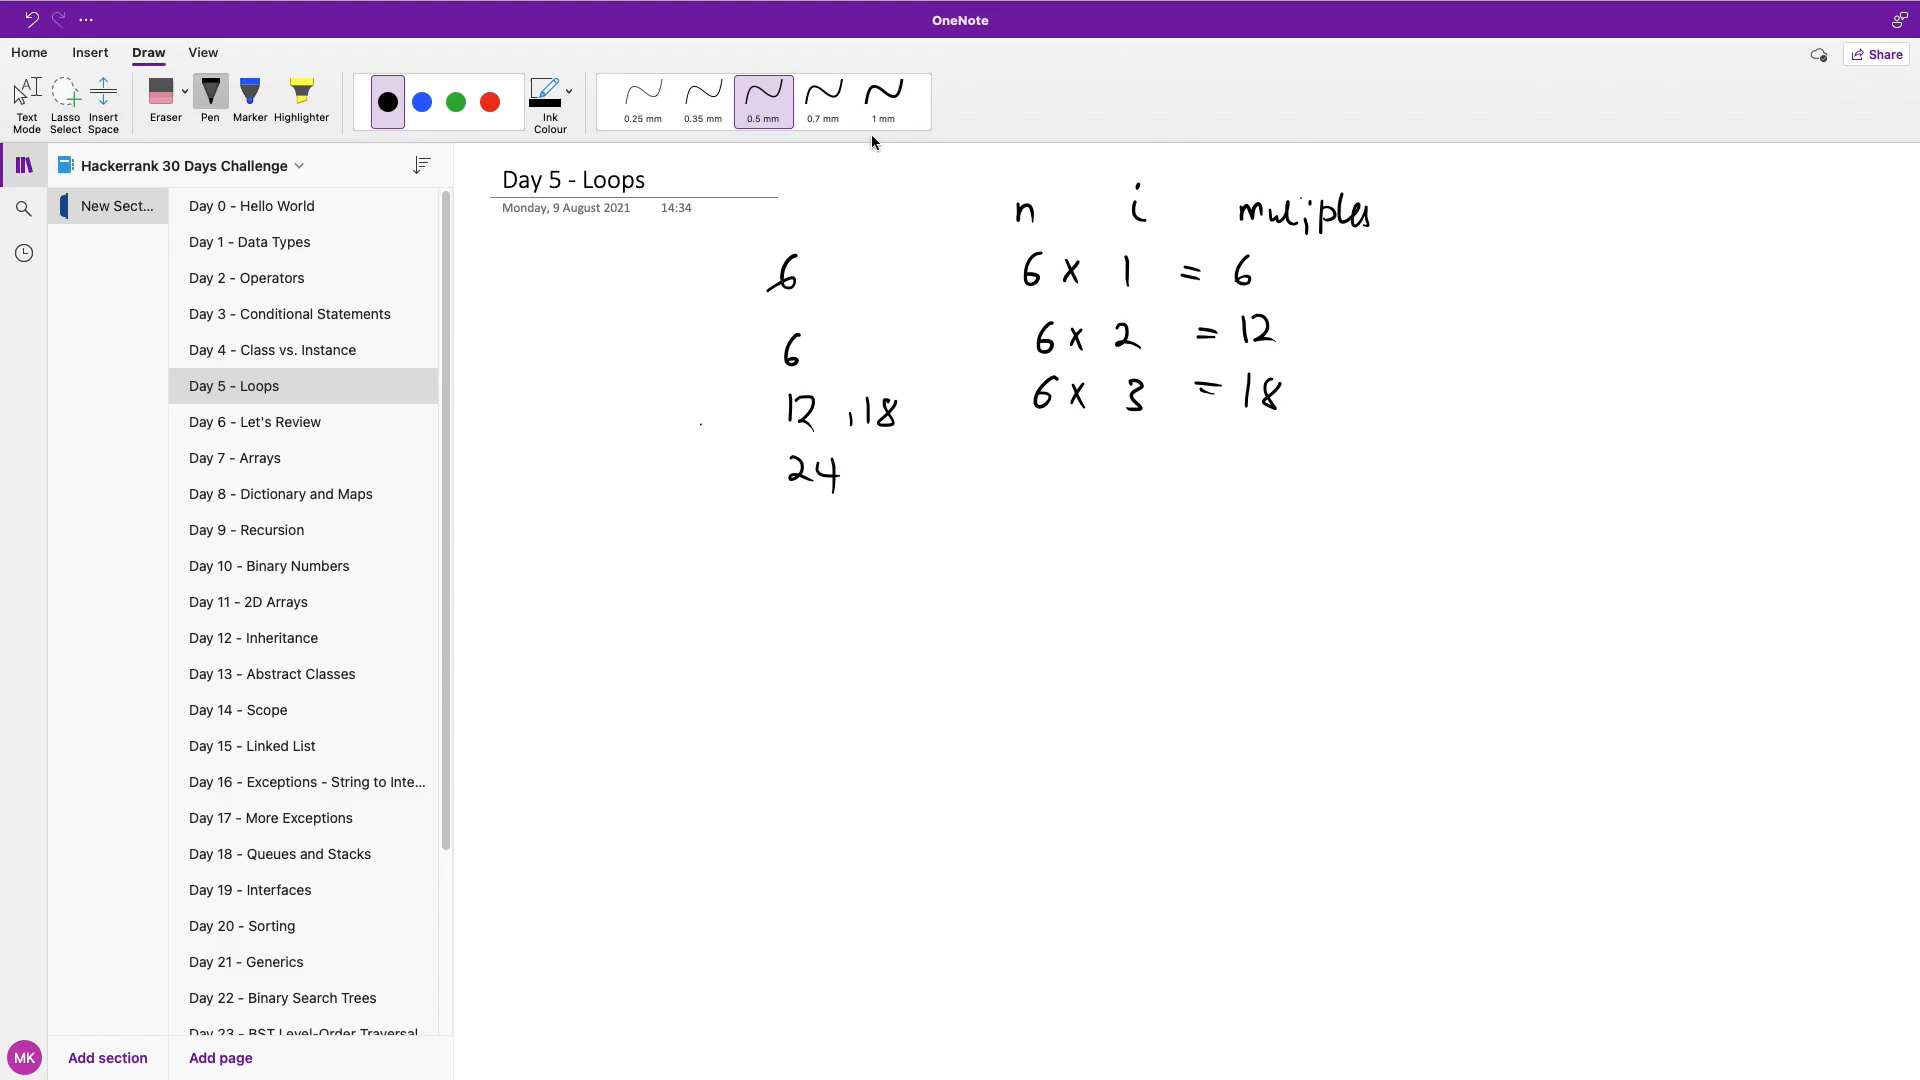 OneNote
Home Insert Draw View
Share
Text Mode
Lasso Select
Insert Space
Eraser
Pen
Marker
Highlighter
Ink Colour
0.25 mm
0.35 mm
0.5 mm
0.7 mm
1 mm
Hackerrank 30 Days Challenge
New Sect...
Day 0 - Hello World
Day 1 - Data Types
Day 2 - Operators
Day 3 - Conditional Statements
Day 4 - Class vs. Instance
Day 5 - Loops
Day 6 - Let's Review
Day 7 - Arrays
Day 8 - Dictionary and Maps
Day 9 - Recursion
Day 10 - Binary Numbers
Day 11 - 2D Arrays
Day 12 - Inheritance
Day 13 - Abstract Classes
Day 14 - Scope
Day 15 - Linked List
Day 16 - Exceptions - String to Inte...
Day 17 - More Exceptions
Day 18 - Queues and Stacks
Day 19 - Interfaces
Day 20 - Sorting
Day 21 - Generics
Day 22 - Binary Search Trees
Day 23 - BST Level-Order Traversal
MK
Add section
Add page
Day 5 - Loops
Monday, 9 August 2021 14:34
6
6
12 , 18
24
n i muliples
6 x 1 = 6
6 x 2 = 12
6 x 3 = 18